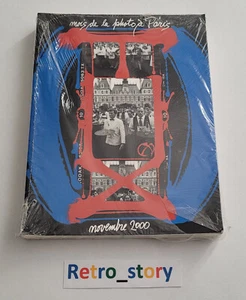 mois de la photo à Paris
novembre 2000
Retro_story